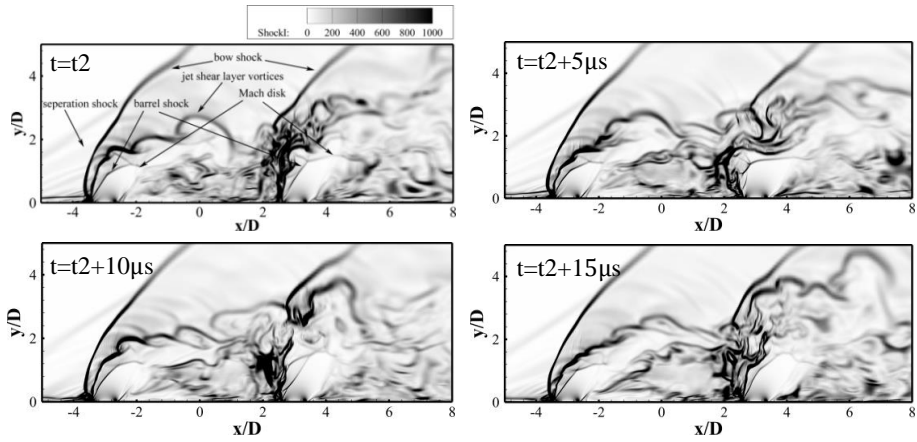 ShockI: 0 200 400 600 800 1000
t=t2
bow shock
jet shear layer vortices
Mach disk
seperation shock
barrel shock
y/D
4
2
0
-4 -2 0 2 4 6 8
x/D
t=t2+5μs
y/D
4
2
0
-4 -2 0 2 4 6 8
x/D
t=t2+10μs
y/D
4
2
0
-4 -2 0 2 4 6 8
x/D
t=t2+15μs
y/D
4
2
0
-4 -2 0 2 4 6 8
x/D